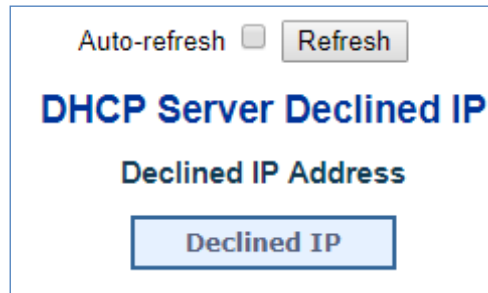 Auto-refresh Refresh
DHCP Server Declined IP
Declined IP Address
Declined IP